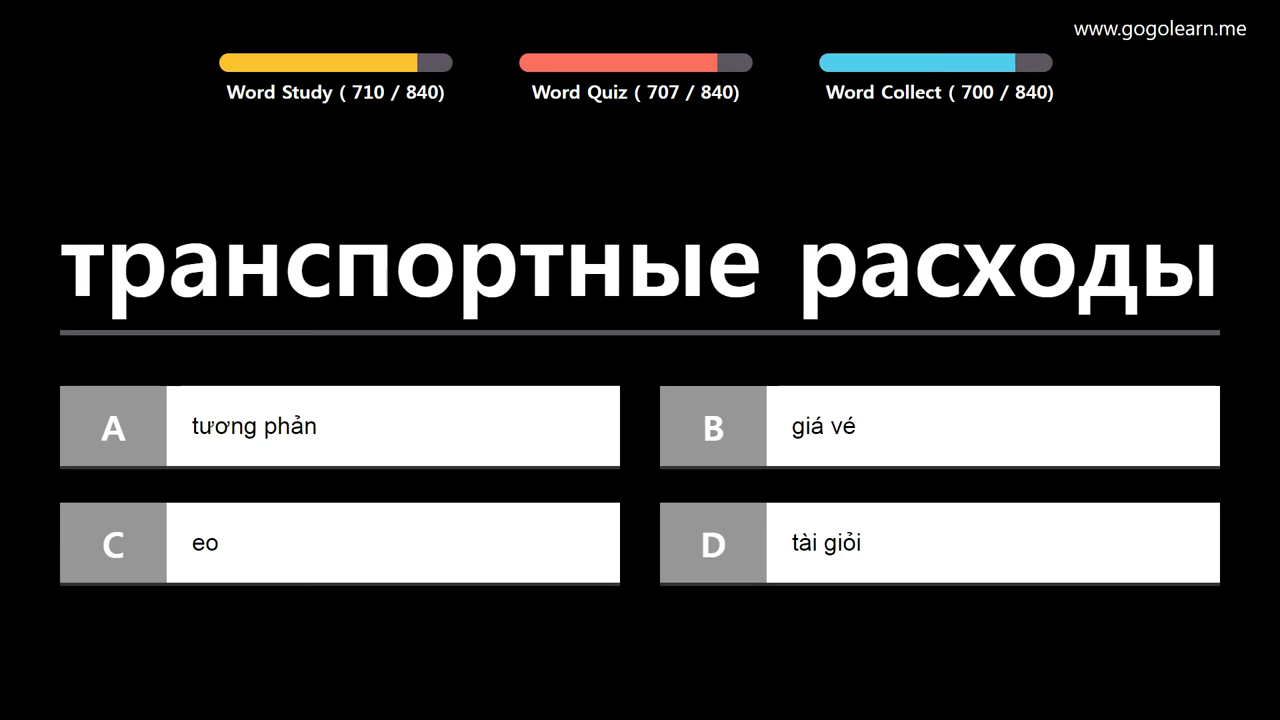 www.gogolearn.me
Word Study ( 710 / 840)
Word Quiz ( 707 / 840)
Word Collect ( 700 / 840)
транспортные расходы
A tương phản
B giá vé
C eo
D tài giỏi